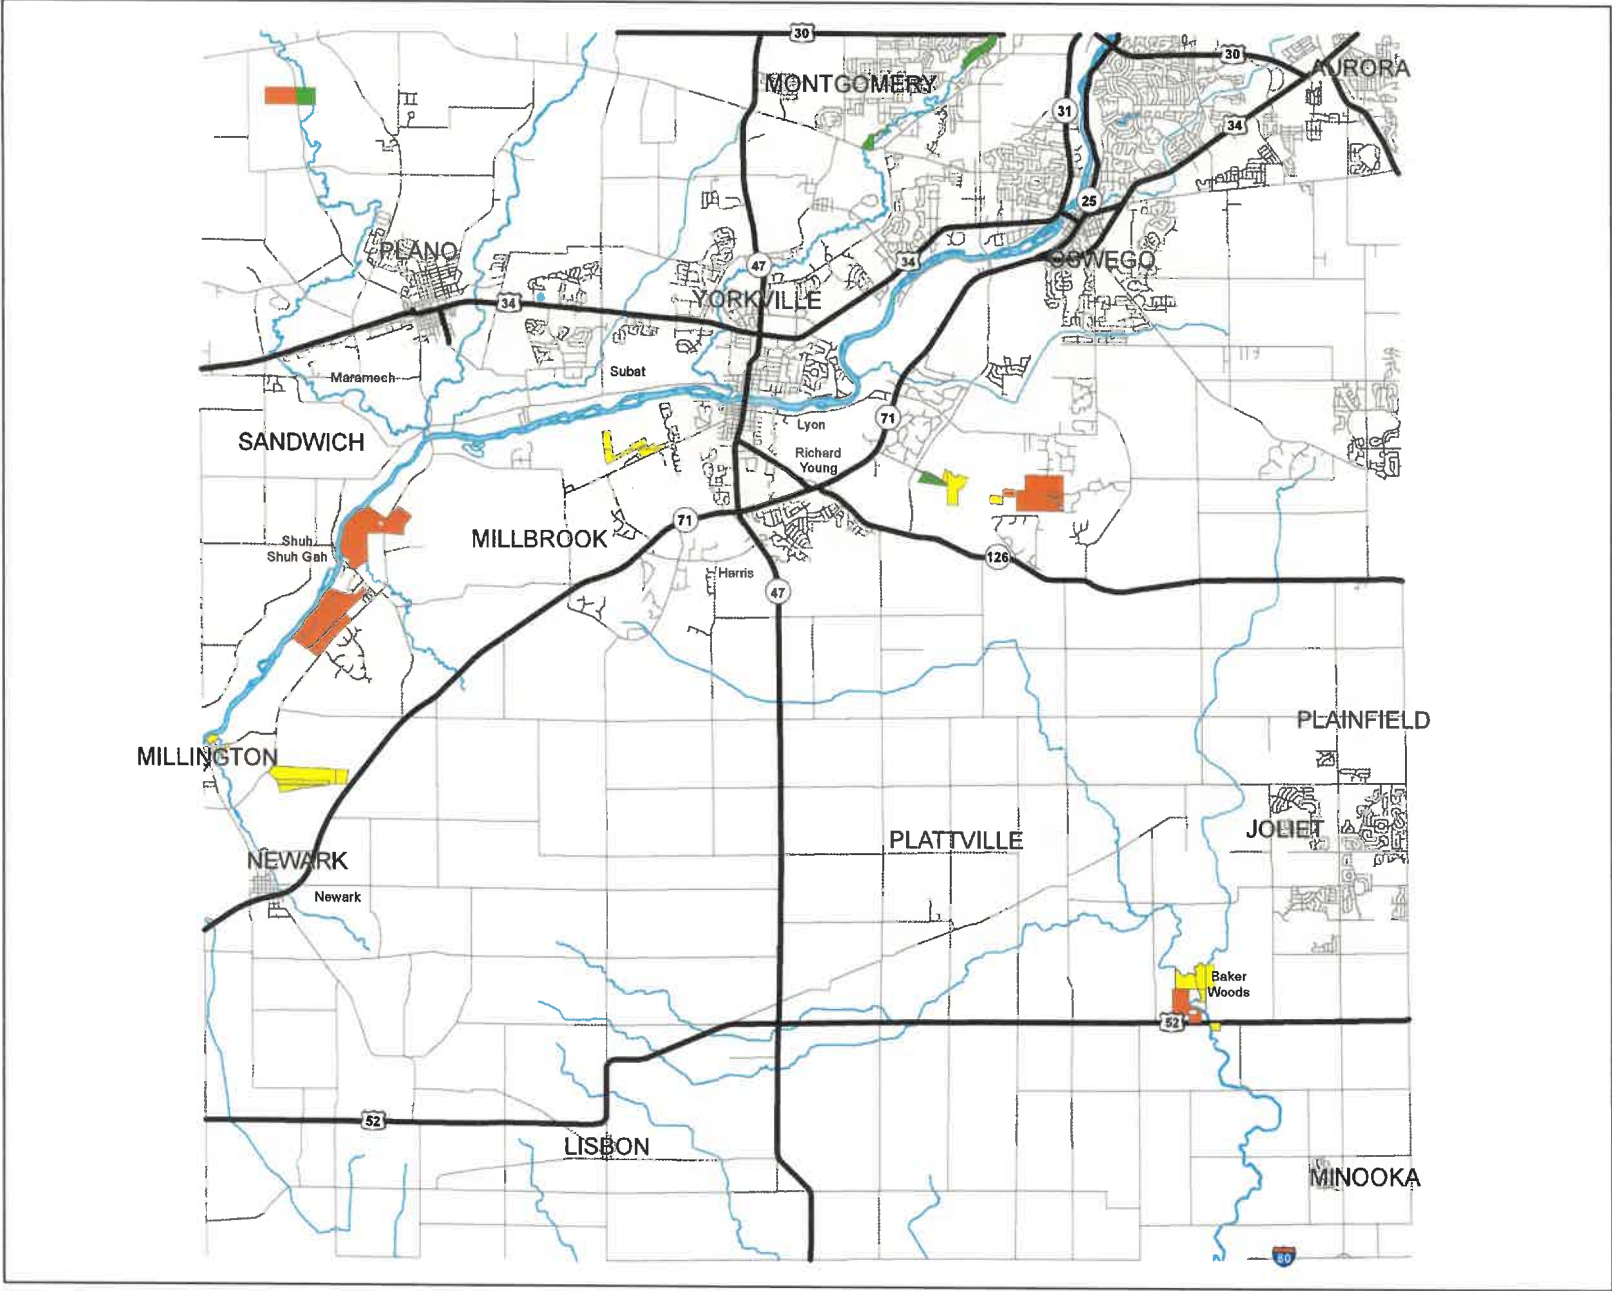 30
30
MONTGOMERY
AURORA
31
34
25
PLANO
47
34
OSWEGO
YORKVILLE
34
Maramech
Subat
71
Lyon
SANDWICH
Richard
Young
71
MILLBROOK
Shuh
Shuh Gah
126
Harris
47
PLAINFIELD
MILLINGTON
JOLIET
PLATTVILLE
NEWARK
Newark
Baker
Woods
52
52
LISBON
MINOOKA
80